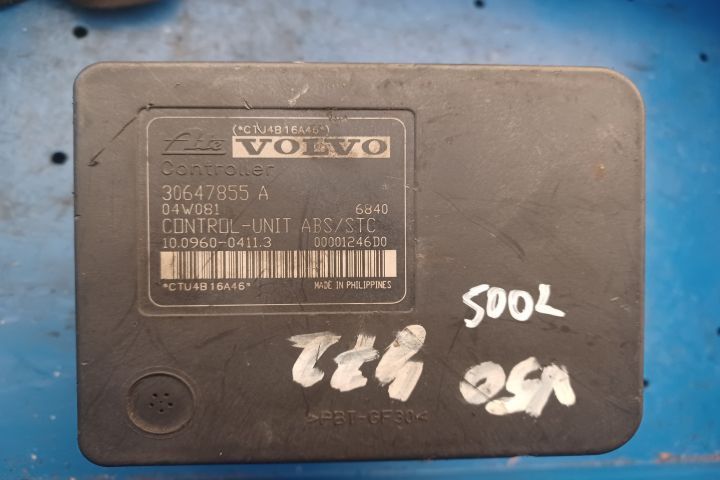 (*CTU4B16A46*)
Ate VOLVO
Controller
30647855 A
04W081 6840
CONTROL-UNIT ABS/STC
10.0960-0411.3 00001246D0
*CTU4B16A46* MADE IN PHILIPPINES
>PBT-GF30<